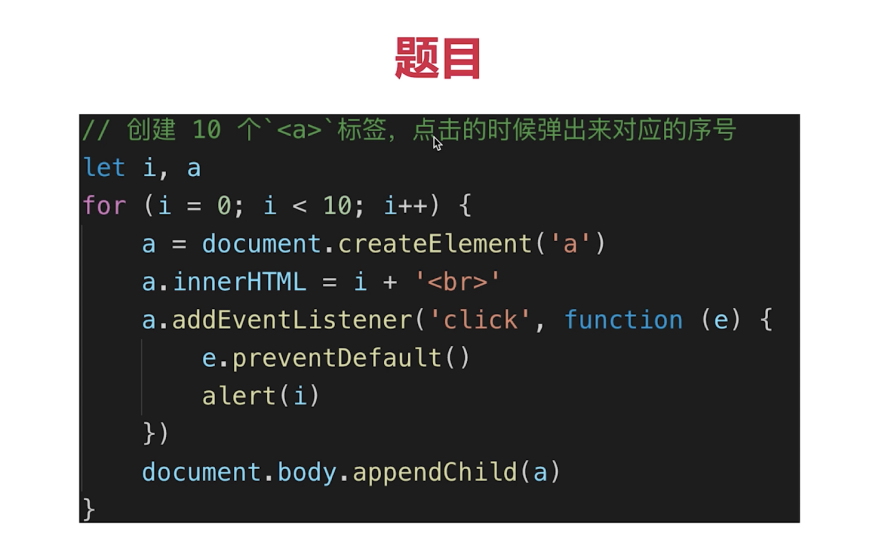 题目
// 创建 10 个`<a>`标签，点击的时候弹出来对应的序号
let i, a
for (i = 0; i < 10; i++) {
    a = document.createElement('a')
    a.innerHTML = i + '<br>'
    a.addEventListener('click', function (e) {
        e.preventDefault()
        alert(i)
    })
    document.body.appendChild(a)
}